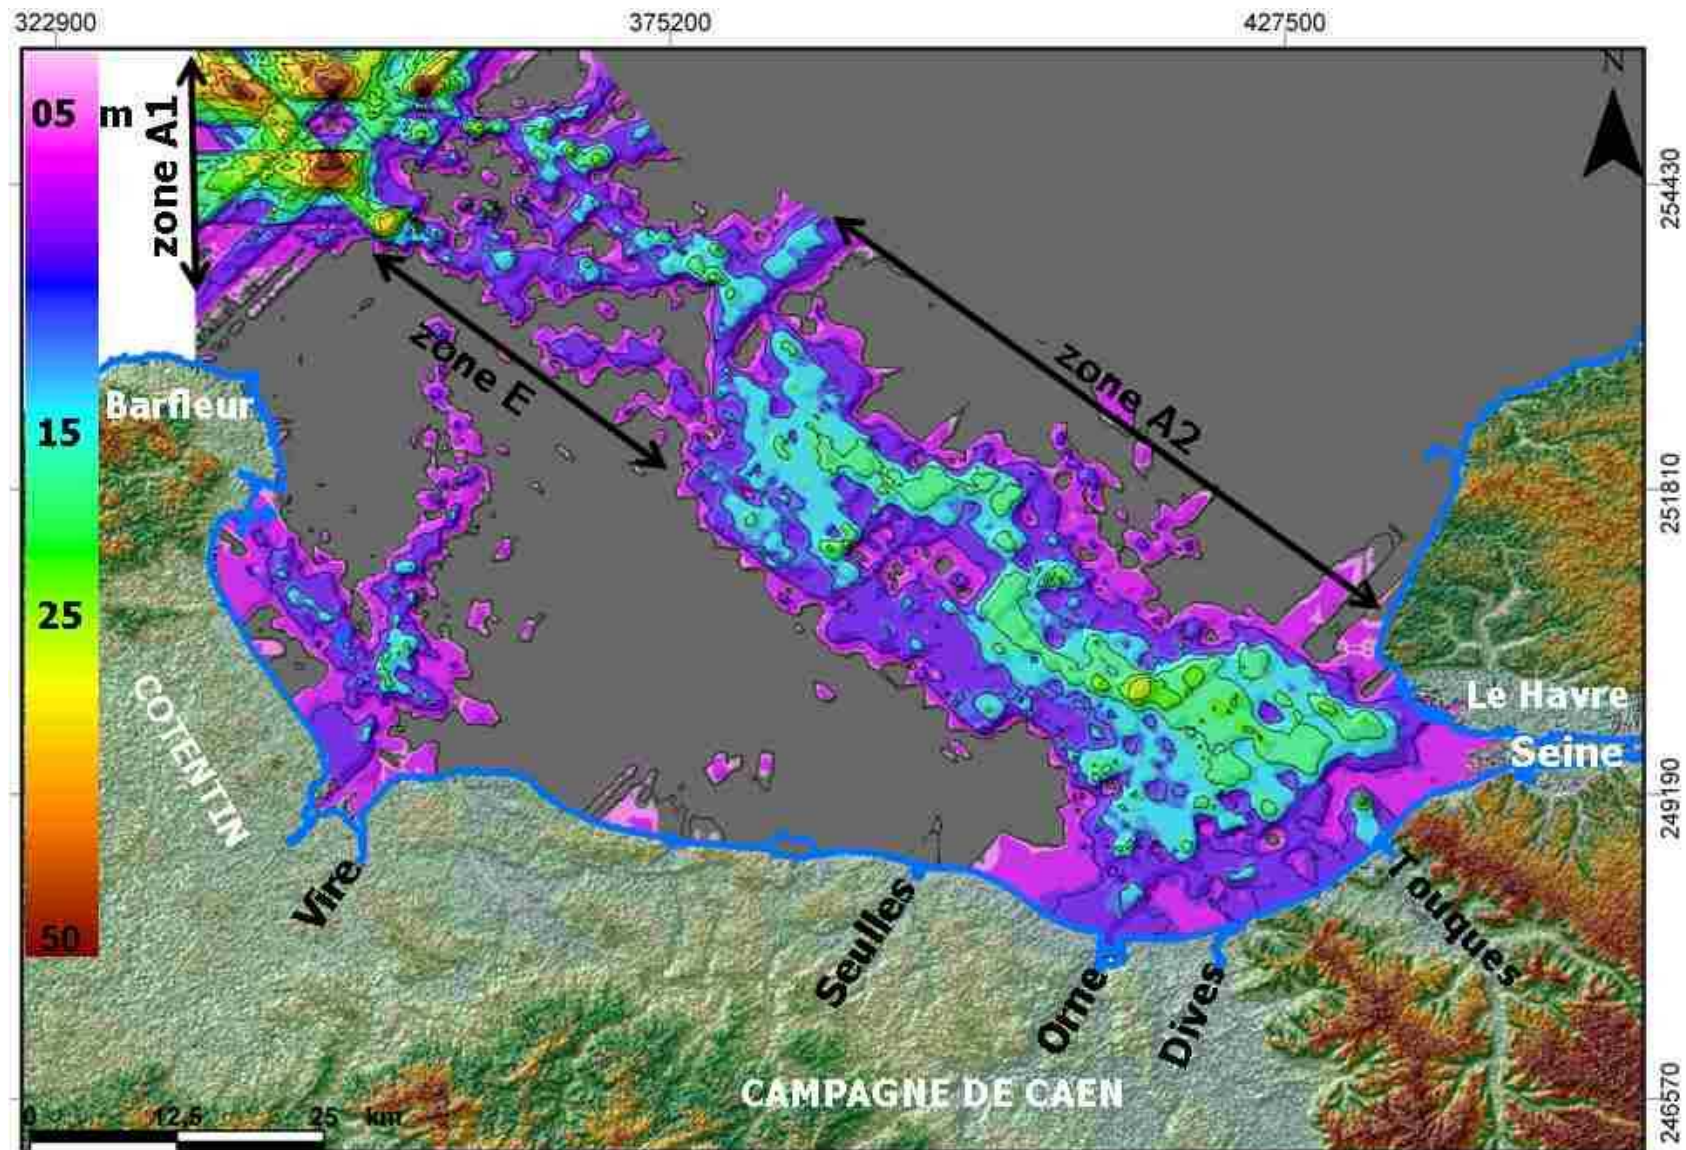 322900
375200
427500
N
05 m
zone A1
254430
zone E
zone A2
Barfleur
15
251810
25
COTENTIN
Le Havre
Seine
249190
Vire
Seulles
Orne
Dives
Touques
50
CAMPAGNE DE CAEN
246570
0 12,5 25 km